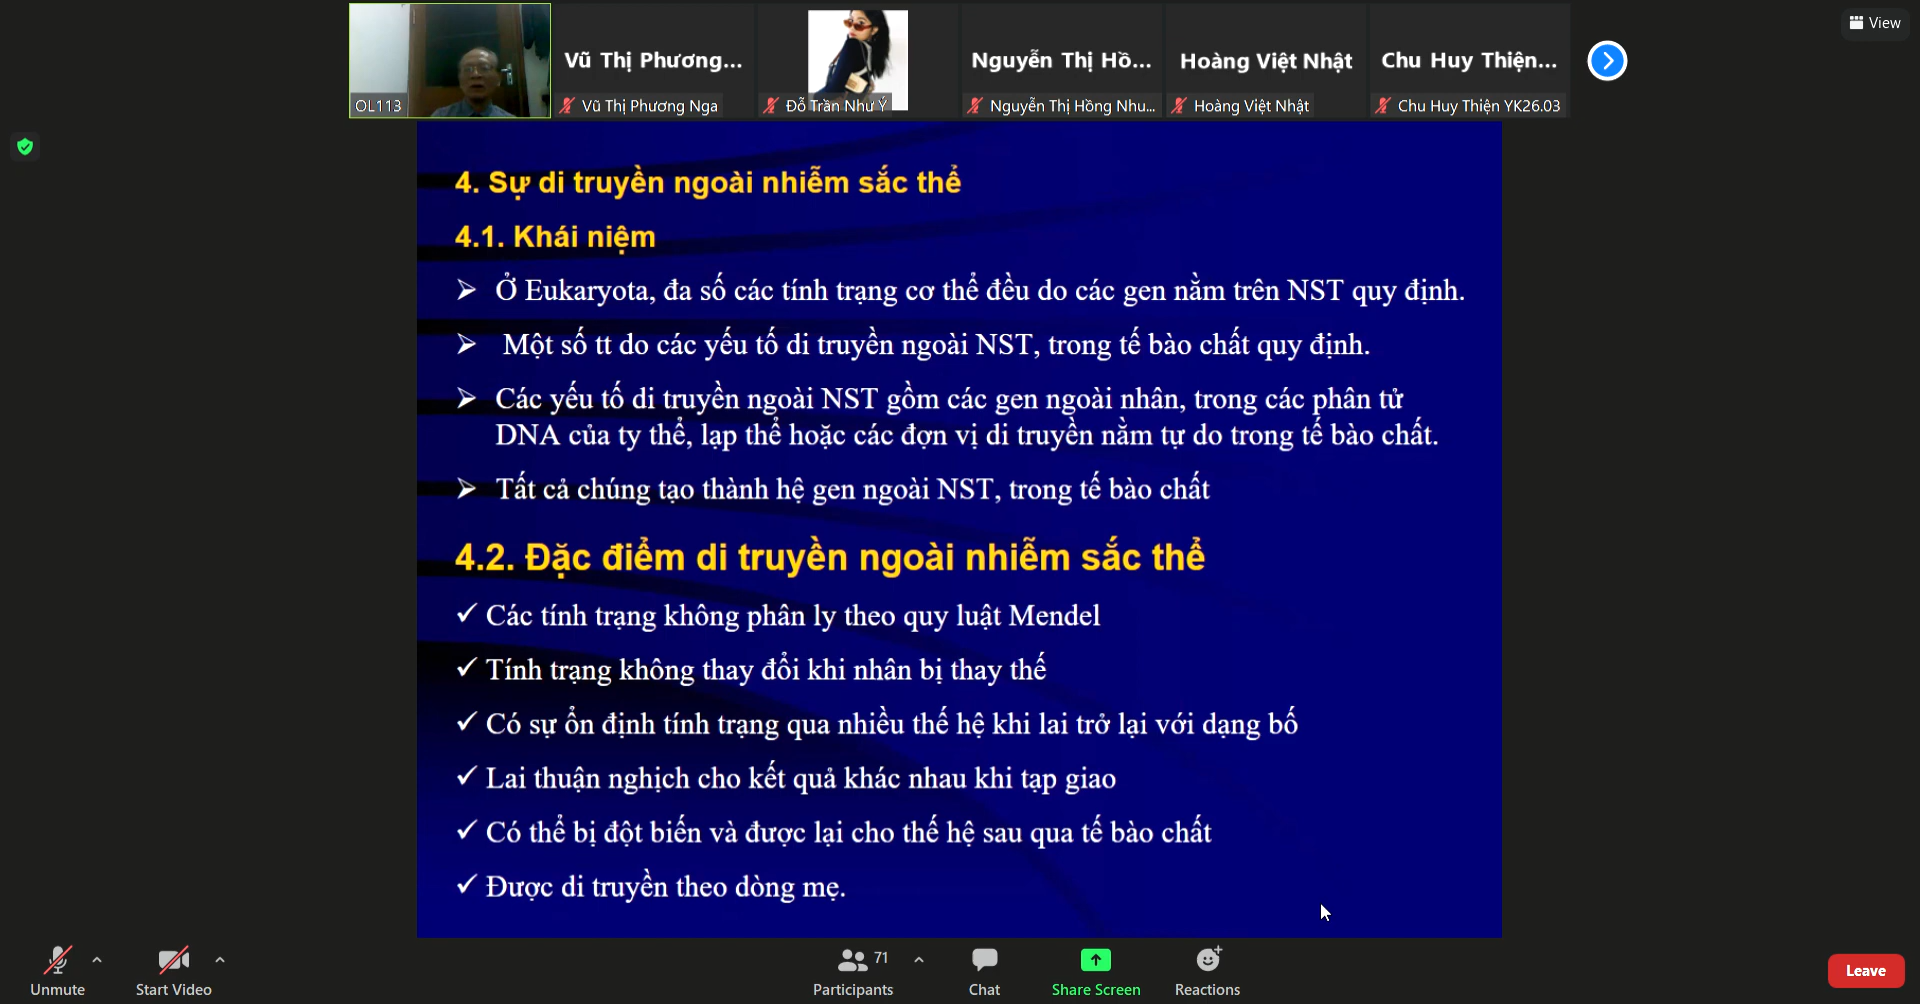 View
Vũ Thị Phương...
Nguyễn Thị Hồ...
Hoàng Việt Nhật
Chu Huy Thiện...
OL113
Vũ Thị Phương Nga
Đỗ Trần Như Ý
Nguyễn Thị Hồng Nhu...
Hoàng Việt Nhật
Chu Huy Thiện YK26.03
4. Sự di truyền ngoài nhiễm sắc thể
4.1. Khái niệm
Ở Eukaryota, đa số các tính trạng cơ thể đều do các gen nằm trên NST quy định.
Một số tt do các yếu tố di truyền ngoài NST, trong tế bào chất quy định.
Các yếu tố di truyền ngoài NST gồm các gen ngoài nhân, trong các phân tử
DNA của ty thể, lạp thể hoặc các đợn vị di truyền nằm tự do trong tế bào chất.
Tất cả chúng tạo thành hệ gen ngoài NST, trong tế bào chất
4.2. Đặc điểm di truyền ngoài nhiễm sắc thể
✓ Các tính trạng không phân ly theo quy luật Mendel
✓ Tính trạng không thay đổi khi nhân bị thay thế
✓ Có sự ổn định tính trạng qua nhiều thế hệ khi lai trở lại với dạng bố
✓ Lai thuận nghịch cho kết quả khác nhau khi tạp giao
✓ Có thể bị đột biến và được lại cho thế hệ sau qua tế bào chất
✓ Được di truyền theo dòng mẹ.
71
Unmute
Start Video
Participants
Chat
Share Screen
Reactions
Leave